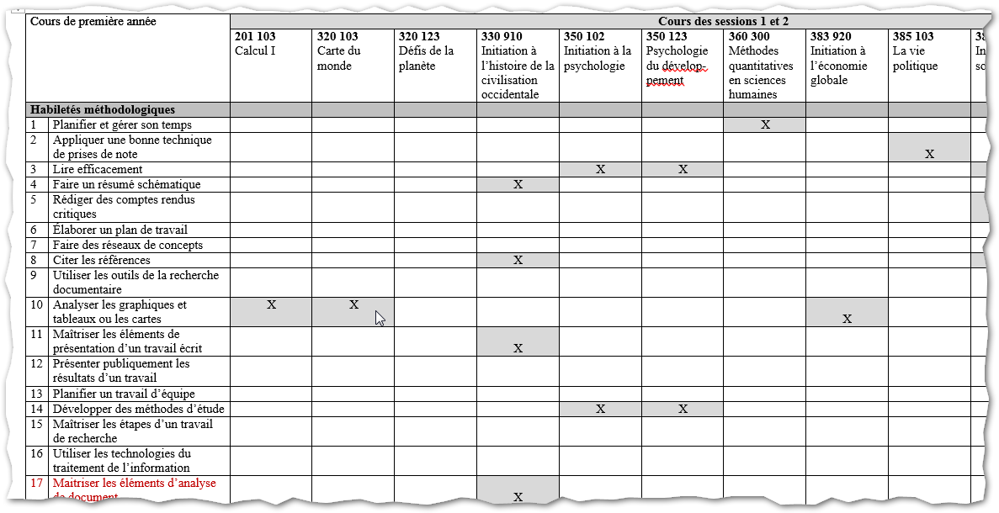 Cours de première année
Cours des sessions 1 et 2
201 103
Calcul I
320 103
Carte du
monde
320 123
Défis de la
planète
330 910
Initiation à
l'histoire de la
civilisation
occidentale
350 102
Initiation à la
psychologie
350 123
Psychologie
du dévelop-
pement
360 300
Méthodes
quantitatives
en sciences
humaines
383 920
Initiation à
l'économie
globale
385 103
La vie
politique
Habiletés méthodologiques
1 Planifier et gérer son temps X
2 Appliquer une bonne technique
de prises de note X
3 Lire efficacement X X
4 Faire un résumé schématique X
5 Rédiger des comptes rendus
critiques
6 Élaborer un plan de travail
7 Faire des réseaux de concepts
8 Citer les références X
9 Utiliser les outils de la recherche
documentaire
10 Analyser les graphiques et X X
tableaux ou les cartes X
11 Maîtriser les éléments de
présentation d'un travail écrit X
12 Présenter publiquement les
résultats d'un travail
13 Planifier un travail d'équipe
14 Développer des méthodes d'étude X X
15 Maîtriser les étapes d'un travail
de recherche
16 Utiliser les technologies du
traitement de l'information
17 Maitriser les éléments d'analyse
de document X